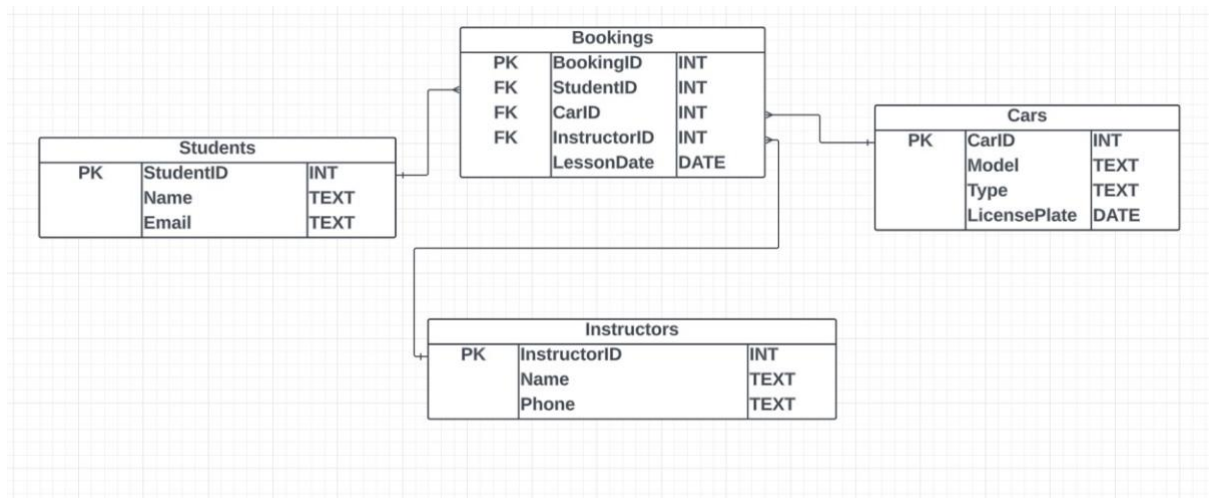 Bookings
PK BookingID INT
FK StudentID INT
FK CarID INT
FK InstructorID INT
LessonDate DATE
Students
PK StudentID INT
Name TEXT
Email TEXT
Cars
PK CarID INT
Model TEXT
Type TEXT
LicensePlate DATE
Instructors
PK InstructorID INT
Name TEXT
Phone TEXT